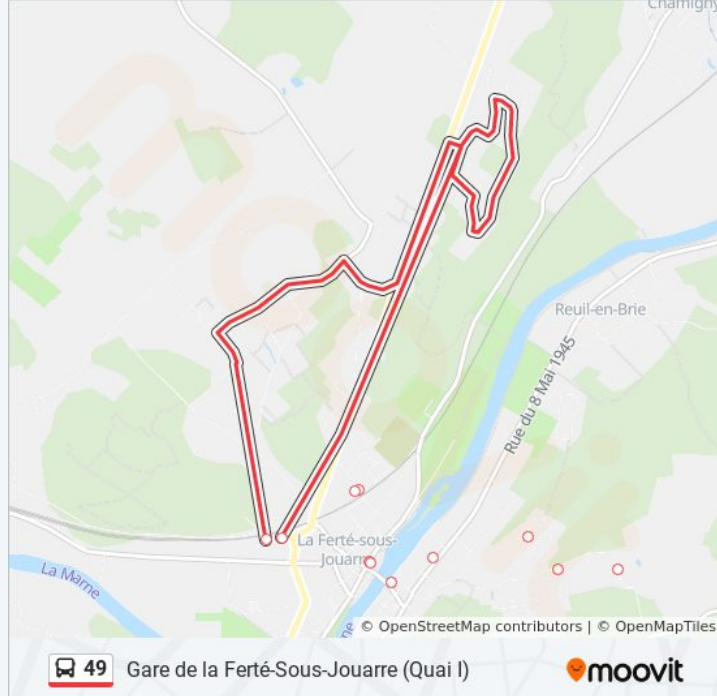 Chamigny
Reuil-en-Brie
Rue du 8 Mai 1945
La Ferté-sous-
Jouarre
La Marne
© OpenStreetMap contributors | © OpenMapTiles
49 Gare de la Ferté-Sous-Jouarre (Quai I)
moovit